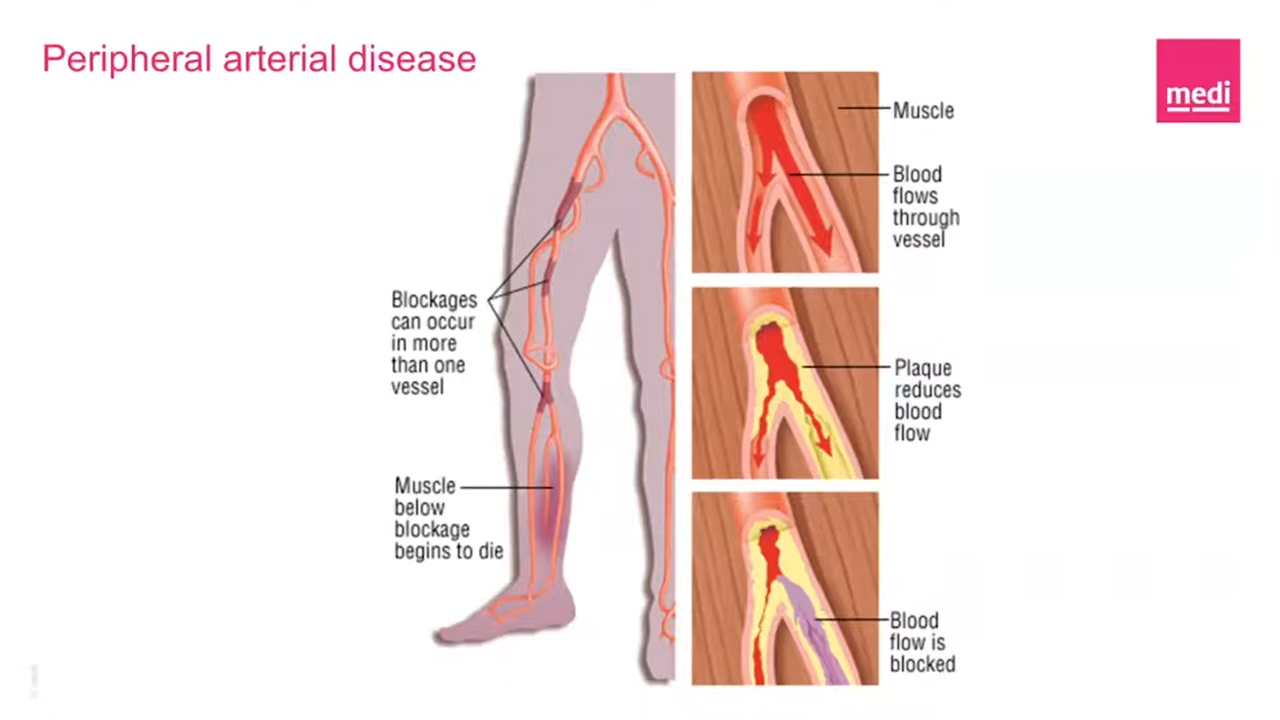 Peripheral arterial disease
medi
Muscle
Blood
flows
through
vessel
Blockages
can occur
in more
than one
vessel
Plaque
reduces
blood
flow
Muscle
below
blockage
begins to die
Blood
flow is
blocked